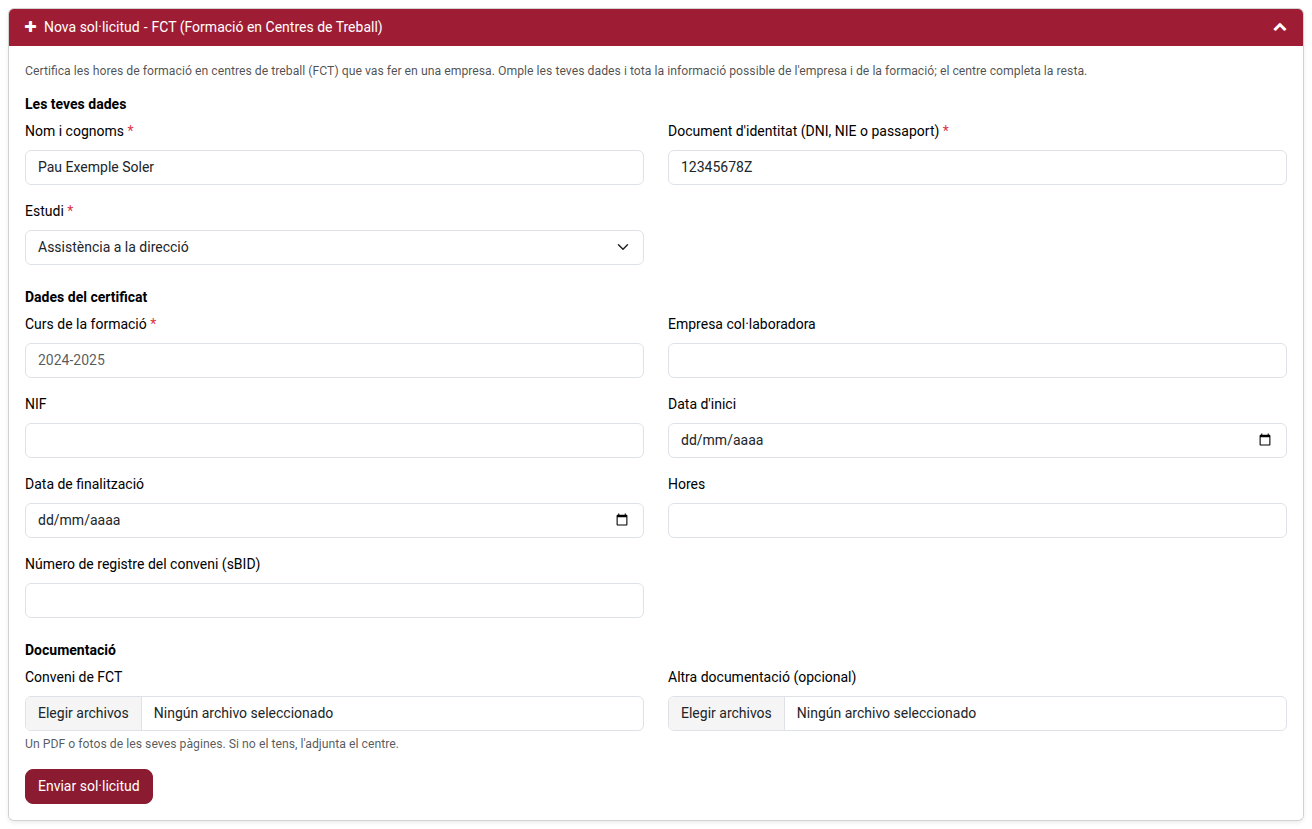 Nova sol·licitud - FCT (Formació en Centres de Treball)
Certifica les hores de formació en centres de treball (FCT) que vas fer en una empresa. Omple les teves dades i tota la informació possible de l'empresa i de la formació; el centre completa la resta.
Les teves dades
Nom i cognoms *
Document d'identitat (DNI, NIE o passaport) *
Pau Exemple Soler
12345678Z
Estudi *
Assistència a la direcció
Dades del certificat
Curs de la formació *
Empresa col·laboradora
2024-2025
NIF
Data d'inici
dd/mm/aaaa
Data de finalització
Hores
dd/mm/aaaa
Número de registre del conveni (sBID)
Documentació
Conveni de FCT
Altra documentació (opcional)
Elegir archivos Ningún archivo seleccionado
Elegir archivos Ningún archivo seleccionado
Un PDF o fotos de les seves pàgines. Si no el tens, l'adjunta el centre.
Enviar sol·licitud